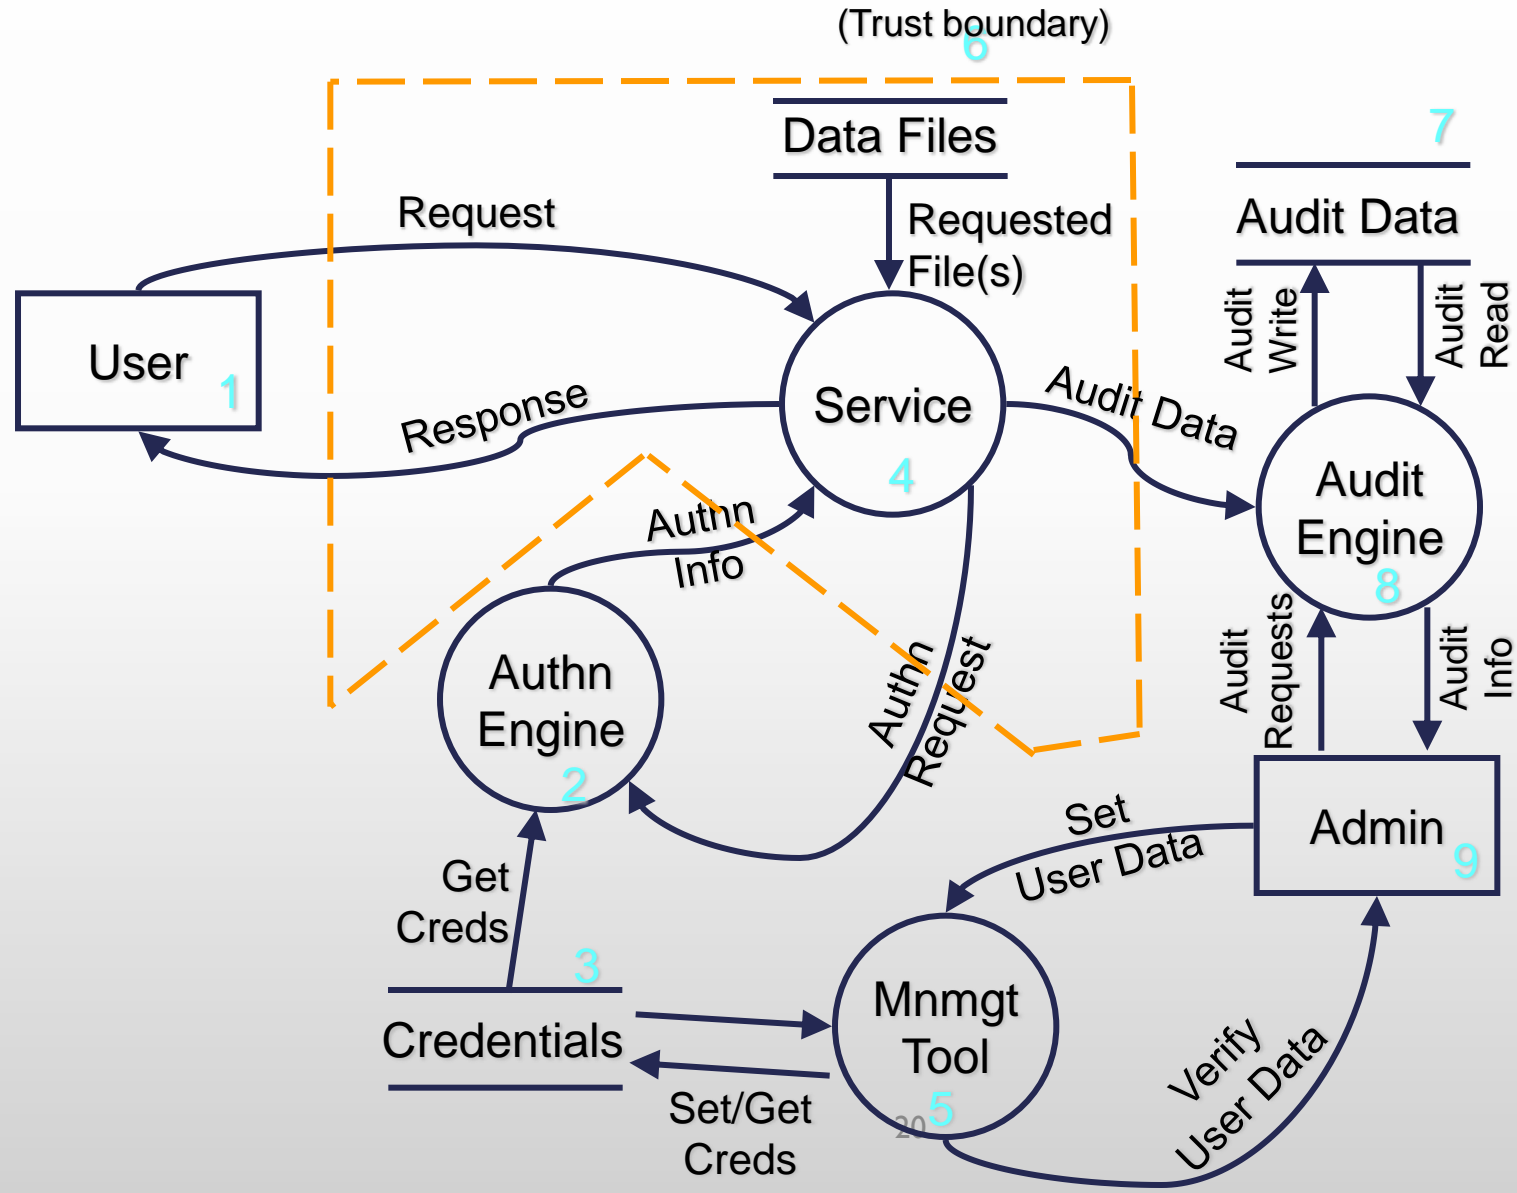 (Trust boundary)
6
Data Files
7
Audit Data
Request
Requested
File(s)
Audit
Write
Audit
Read
User
1
Response
Service
4
Audit Data
Audit
Engine
8
Authn
Info
Authn
Request
Audit
Requests
Audit
Info
Authn
Engine
2
Set
User Data
Admin
9
Get
Creds
3
Credentials
Mnmgt
Tool
5
20
Set/Get
Creds
Verify
User Data